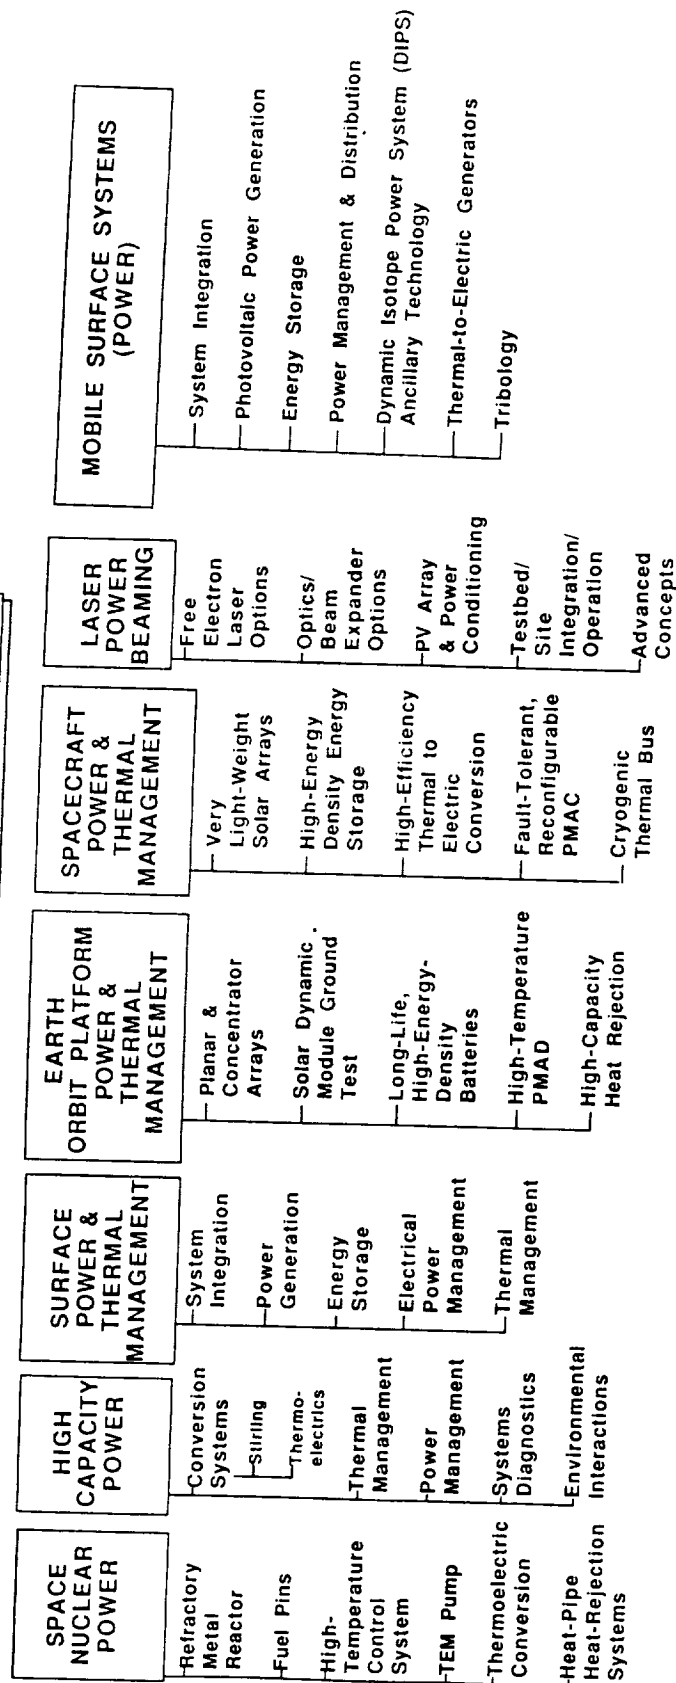 SPACE
NUCLEAR
POWER
Refractory
Metal
Reactor
Fuel Pins
High-
Temperature
Control
System
TEM Pump
Thermoelectric
Conversion
Heat-Pipe
Heat-Rejection
Systems
HIGH
CAPACITY
POWER
Conversion
Systems
Stirling
Thermo-
electrics
Thermal
Management
Power
Management
Systems
Diagnostics
Environmental
Interactions
SURFACE
POWER &
THERMAL
MANAGEMENT
System
Integration
Power
Generation
Energy
Storage
Electrical
Power
Management
Thermal
Management
EARTH
ORBIT PLATFORM
POWER &
THERMAL
MANAGEMENT
Planar &
Concentrator
Arrays
Solar Dynamic
Module Ground
Test
Long-Life,
High-Energy-
Density
Batteries
High-Temperature
PMAD
High-Capacity
Heat Rejection
SPACECRAFT
POWER &
THERMAL
MANAGEMENT
Very
Light-Weight
Solar Arrays
High-Energy
Density Energy
Storage
High-Efficiency
Thermal to
Electric
Conversion
Fault-Tolerant,
Reconfigurable
PMAC
Cryogenic
Thermal Bus
LASER
POWER
BEAMING
Free
Electron
Laser
Options
Optics/
Beam
Expander
Options
PV Array
& Power
Conditioning
Testbed/
Site
Integration/
Operation
Advanced
Concepts
MOBILE SURFACE SYSTEMS
(POWER)
System Integration
Photovoltaic Power Generation
Energy Storage
Power Management & Distribution
Dynamic Isotope Power System (DIPS)
Ancillary Technology
Thermal-to-Electric Generators
Tribology